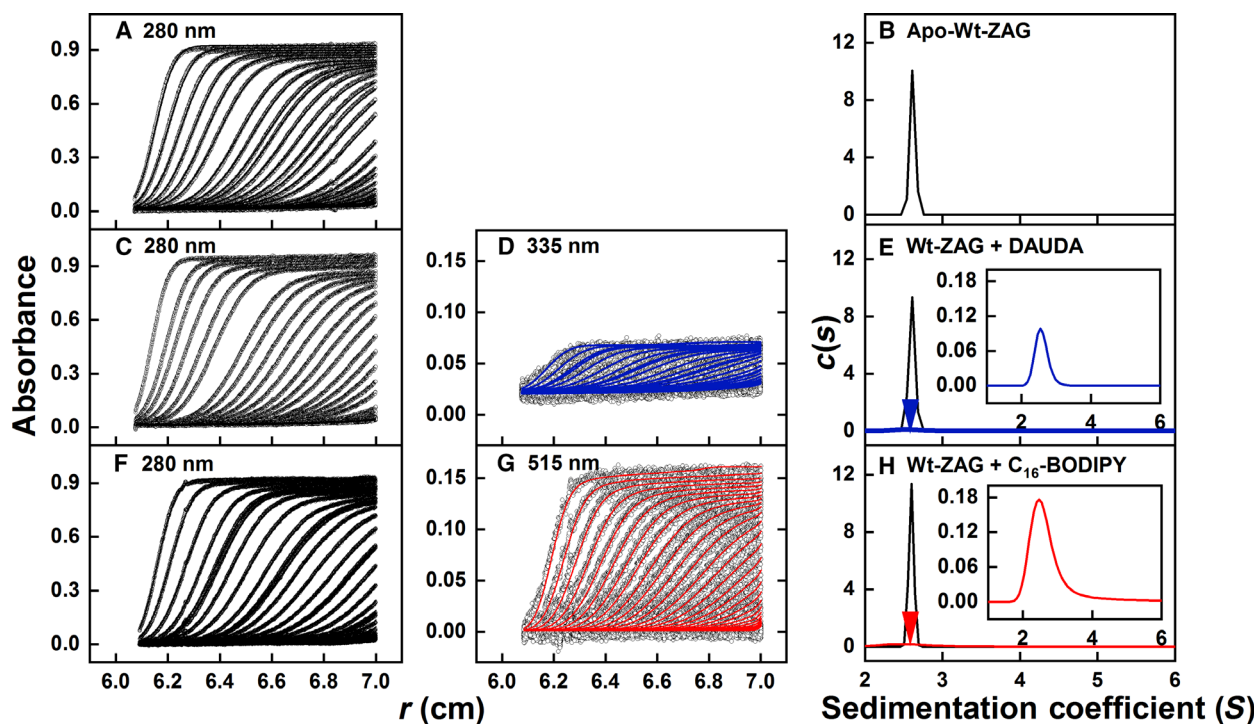 A 280 nm
0.9
0.6
0.3
0.0
B Apo-Wt-ZAG
12
8
4
0
C 280 nm
0.9
0.6
0.3
0.0
D 335 nm
0.15
0.10
0.05
0.00
E Wt-ZAG + DAUDA
12
8
4
0
0.18
0.12
0.06
0.00
2 4 6
F 280 nm
0.9
0.6
0.3
0.0
6.0 6.2 6.4 6.6 6.8 7.0
G 515 nm
0.15
0.10
0.05
0.00
6.0 6.2 6.4 6.6 6.8 7.0
H Wt-ZAG + C₁₆-BODIPY
12
8
4
0
0.18
0.12
0.06
0.00
2 4 6
2 3 4 5 6
Absorbance
r (cm)
c(s)
Sedimentation coefficient (S)